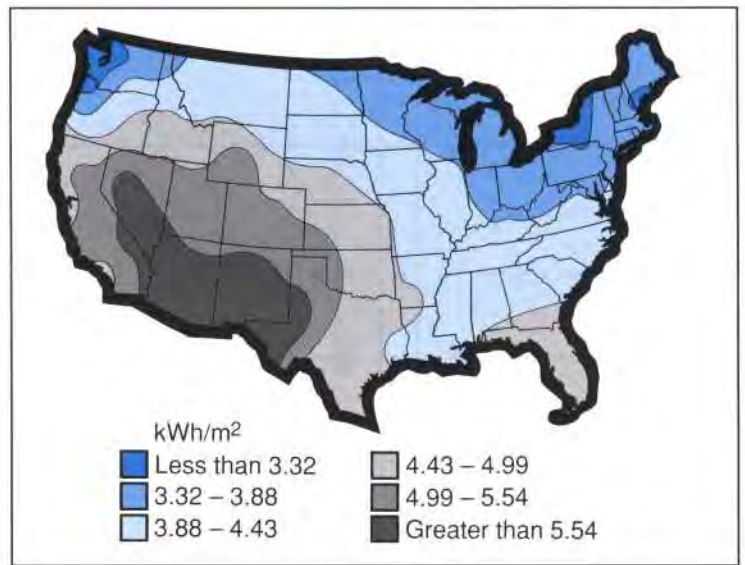 kWh/m²
Less than 3.32
3.32 – 3.88
3.88 – 4.43
4.43 – 4.99
4.99 – 5.54
Greater than 5.54